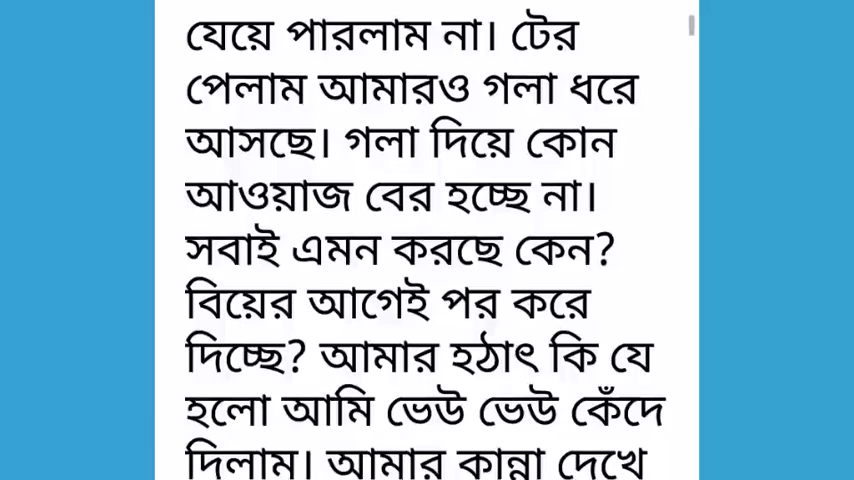 যেয়ে পারলাম না। টের
পেলাম আমারও গলা ধরে
আসছে। গলা দিয়ে কোন
আওয়াজ বের হচ্ছে না।
সবাই এমন করছে কেন?
বিয়ের আগেই পর করে
দিচ্ছে? আমার হঠাৎ কি যে
হলো আমি ভেউ ভেউ কেঁদে
দিলাম। আমার কান্না দেখে